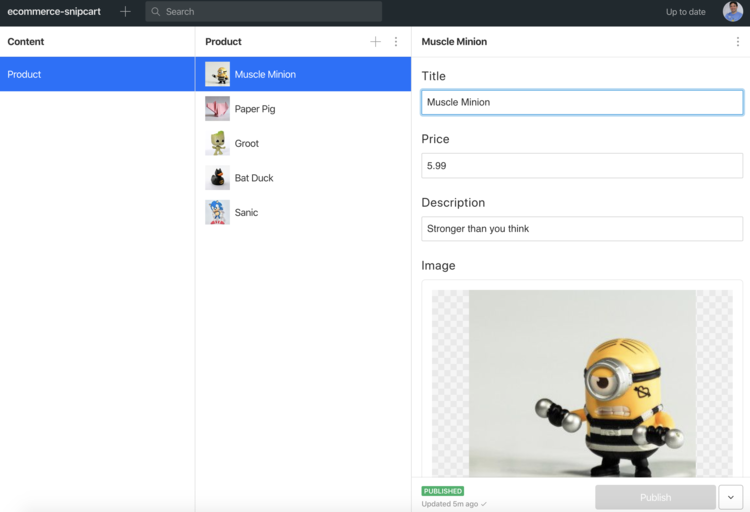 ecommerce-snipcart
Search
Up to date
Content
Product
Product
Muscle Minion
Paper Pig
Groot
Bat Duck
Sanic
Muscle Minion
Title
Muscle Minion
Price
5.99
Description
Stronger than you think
Image
PUBLISHED
Updated 5m ago
Publish